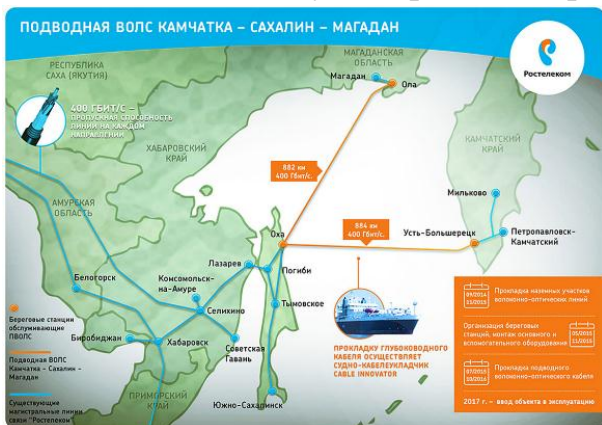 ПОДВОДНАЯ ВОЛС КАМЧАТКА – САХАЛИН – МАГАДАН
Ростелеком
РЕСПУБЛИКА
САХА (ЯКУТИЯ)
МАГАДАНСКАЯ
ОБЛАСТЬ
Магадан
Ола
400 ГБИТ/С –
ПРОПУСКНАЯ СПОСОБНОСТЬ
ЛИНИИ НА КАЖДОМ
НАПРАВЛЕНИИ
ХАБАРОВСКИЙ
КРАЙ
КАМЧАТСКИЙ
КРАЙ
882 км
400 Гбит/с.
Мильково
АМУРСКАЯ
ОБЛАСТЬ
884 км
400 Гбит/с.
Усть-Большерецк
Петропавловск-
Камчатский
Оха
Лазарев
Погиби
Белогорск
Комсомольск-
на-Амуре
Тымовское
Селихино
Береговые станции
обслуживающие
ПВОЛС
Биробиджан
Хабаровск
Советская
Гавань
Подводная ВОЛС
Камчатка – Сахалин –
Магадан
ПРИМОРСКИЙ
КРАЙ
Южно-Сахалинск
Существующие
магистральные линии
связи "Ростелеком"
ПРОКЛАДКУ ГЛУБОКОВОДНОГО
КАБЕЛЯ ОСУЩЕСТВЛЯЕТ
СУДНО-КАБЕЛЕУКЛАДЧИК
CABLE INNOVATOR
Прокладка наземных участков
волоконно-оптических линий
Организация береговых
станций, монтаж основного и
вспомогательного оборудования
Прокладка подводного
волоконно-оптического кабеля
2017 г. – ввод объекта в эксплуатацию